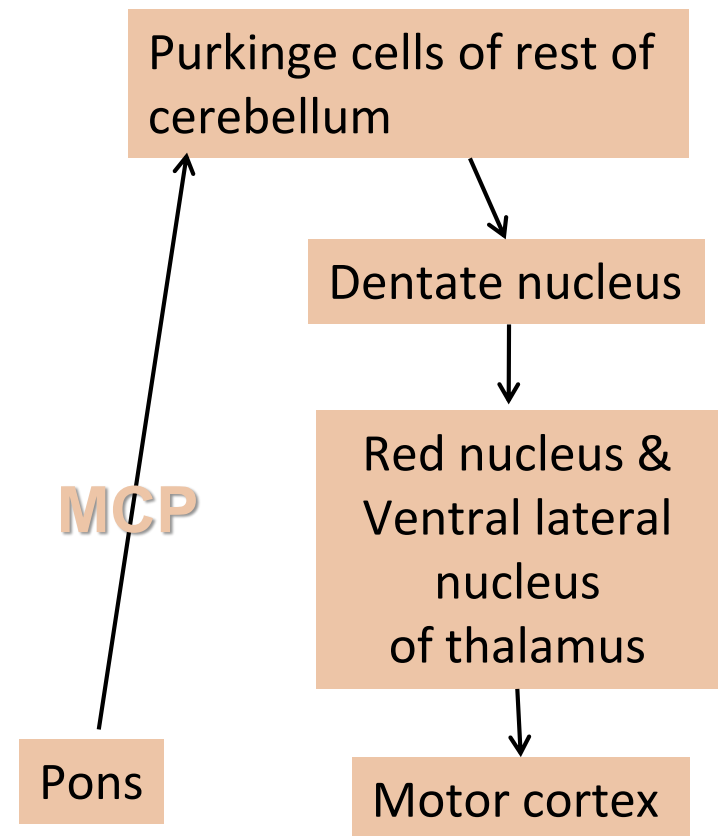 Purkinge cells of rest of
cerebellum
Dentate nucleus
Red nucleus &
Ventral lateral
nucleus
of thalamus
MCP
Pons
Motor cortex